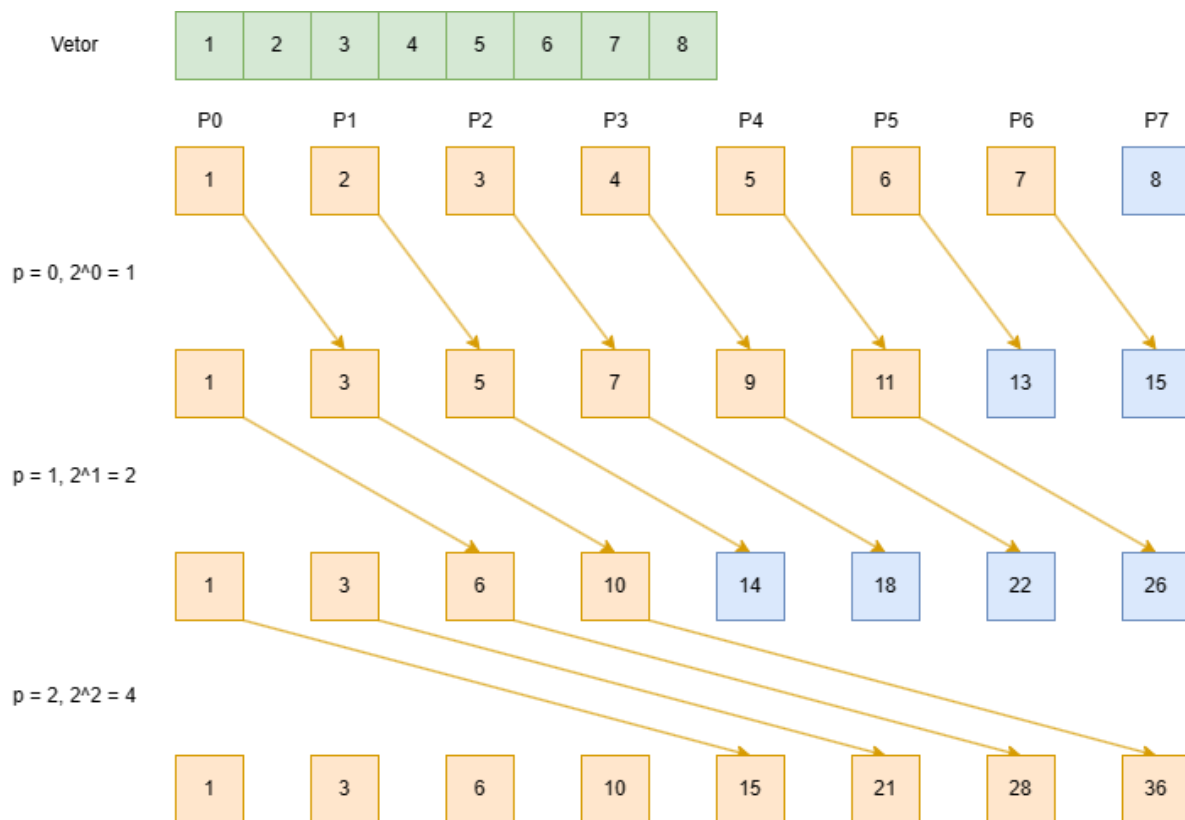 Vetor 1 2 3 4 5 6 7 8
P0 P1 P2 P3 P4 P5 P6 P7
1 2 3 4 5 6 7 8
p = 0, 2^0 = 1
1 3 5 7 9 11 13 15
p = 1, 2^1 = 2
1 3 6 10 14 18 22 26
p = 2, 2^2 = 4
1 3 6 10 15 21 28 36